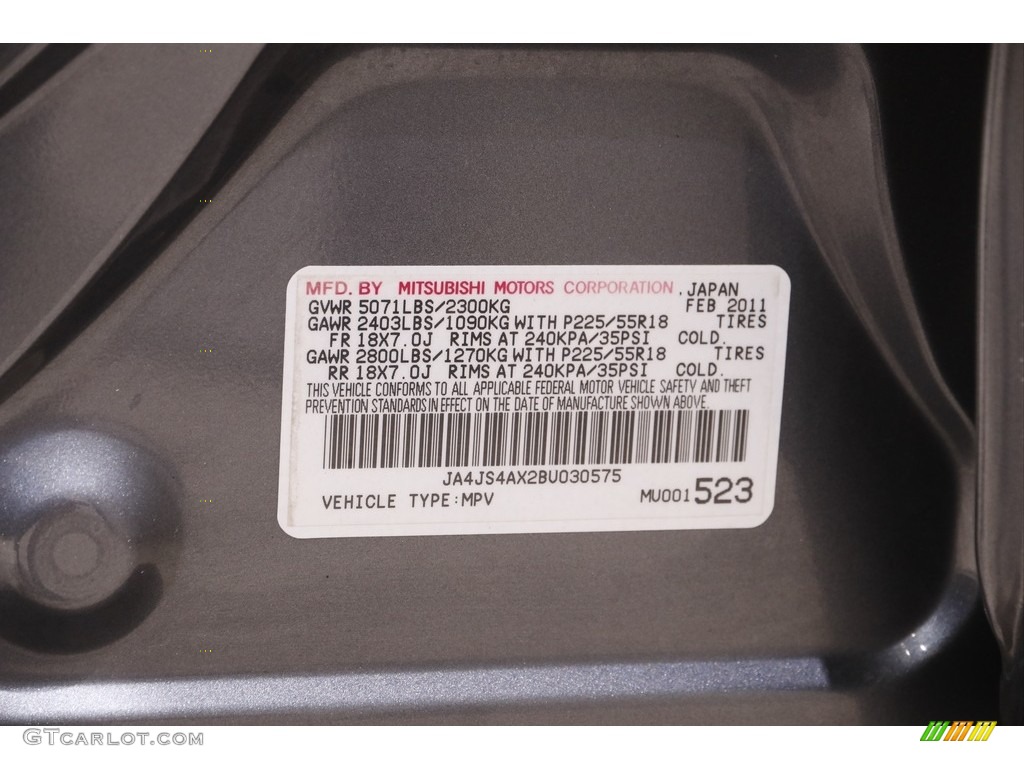 MFD. BY MITSUBISHI MOTORS CORPORATION, JAPAN
GVWR 5071LBS/2300KG FEB 2011
GAWR 2403LBS/1090KG WITH P225/55R18 TIRES
FR 18X7.0J RIMS AT 240KPA/35PSI COLD.
GAWR 2800LBS/1270KG WITH P225/55R18 TIRES
RR 18X7.0J RIMS AT 240KPA/35PSI COLD.
THIS VEHICLE CONFORMS TO ALL APPLICABLE FEDERAL MOTOR VEHICLE SAFETY AND THEFT
PREVENTION STANDARDS IN EFFECT ON THE DATE OF MANUFACTURE SHOWN ABOVE.
JA4JS4AX2BU030575
VEHICLE TYPE:MPV MU001523
GTCarlot.com